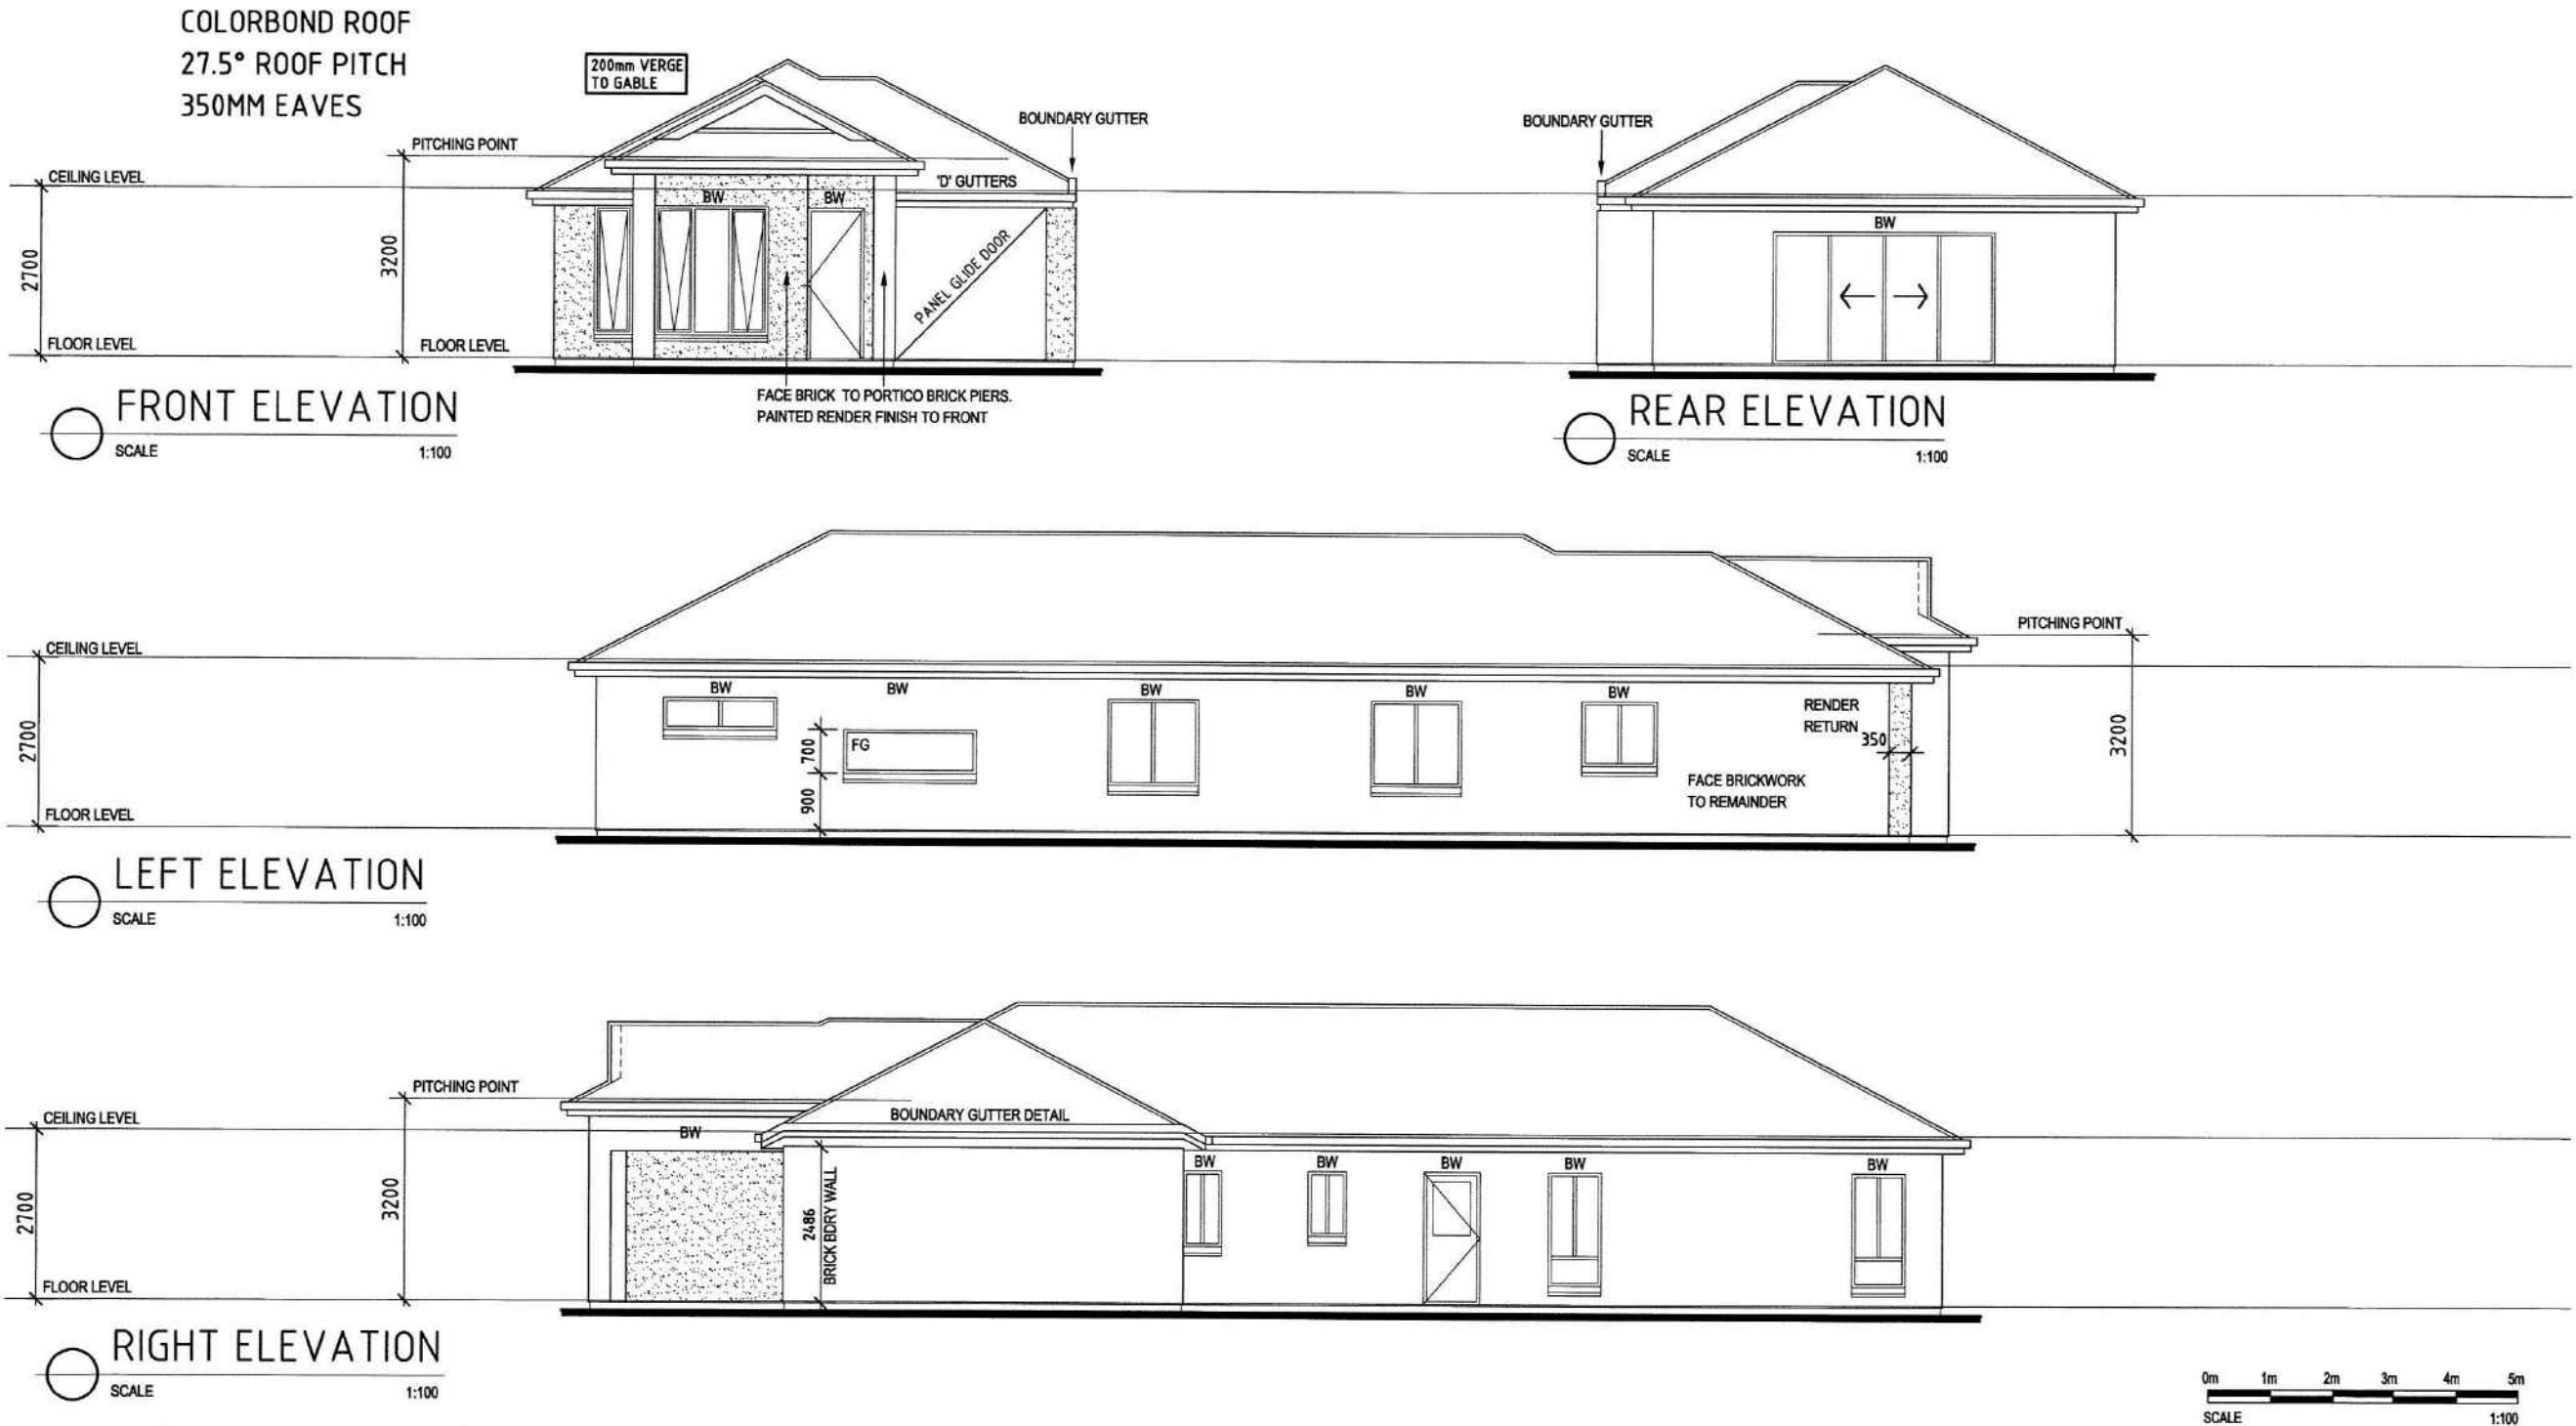 COLORBOND ROOF
27.5° ROOF PITCH
350MM EAVES
200mm VERGE
TO GABLE
BOUNDARY GUTTER
PITCHING POINT
CEILING LEVEL
'D' GUTTERS
BW
BW
2700
3200
PANEL GLIDE DOOR
FLOOR LEVEL
FLOOR LEVEL
FACE BRICK TO PORTICO BRICK PIERS.
PAINTED RENDER FINISH TO FRONT
FRONT ELEVATION
SCALE 1:100
BOUNDARY GUTTER
BW
REAR ELEVATION
SCALE 1:100
CEILING LEVEL
PITCHING POINT
BW
BW
BW
BW
BW
RENDER
RETURN
350
2700
700
FG
900
3200
FACE BRICKWORK
TO REMAINDER
FLOOR LEVEL
LEFT ELEVATION
SCALE 1:100
PITCHING POINT
CEILING LEVEL
BOUNDARY GUTTER DETAIL
BW
BW
BW
BW
BW
BW
2700
3200
2486
BRICK BDRY WALL
FLOOR LEVEL
RIGHT ELEVATION
SCALE 1:100
0m 1m 2m 3m 4m 5m
SCALE 1:100